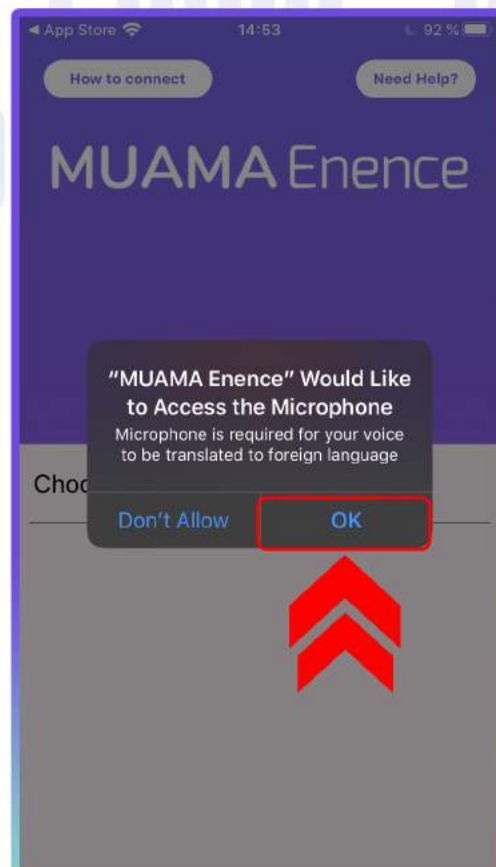 ◀ App Store 14:53 92 %
How to connect Need Help?
MUAMA Enence
“MUAMA Enence” Would Like
to Access the Microphone
Microphone is required for your voice
to be translated to foreign language
Choo
Don’t Allow OK